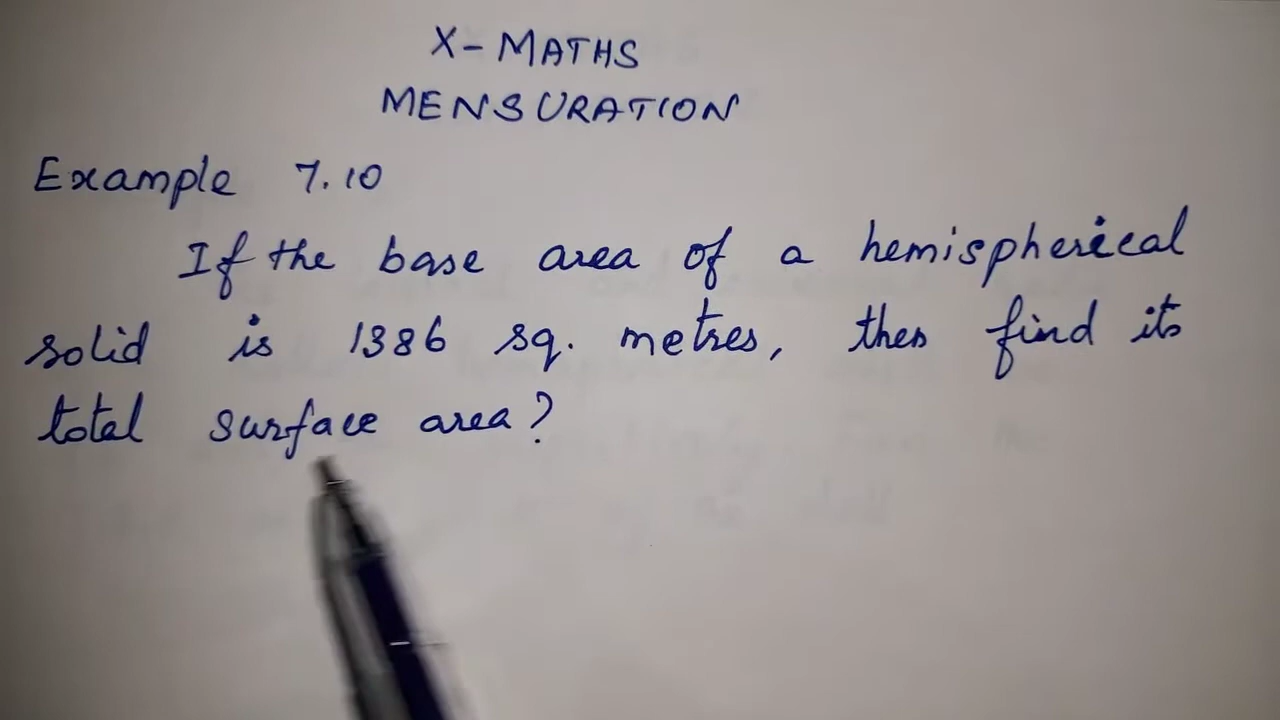 X-MATHS
MENSURATION
Example 7.10
If the base area of a hemispherical
solid is 1386 sq. metres, then find its
total surface area?